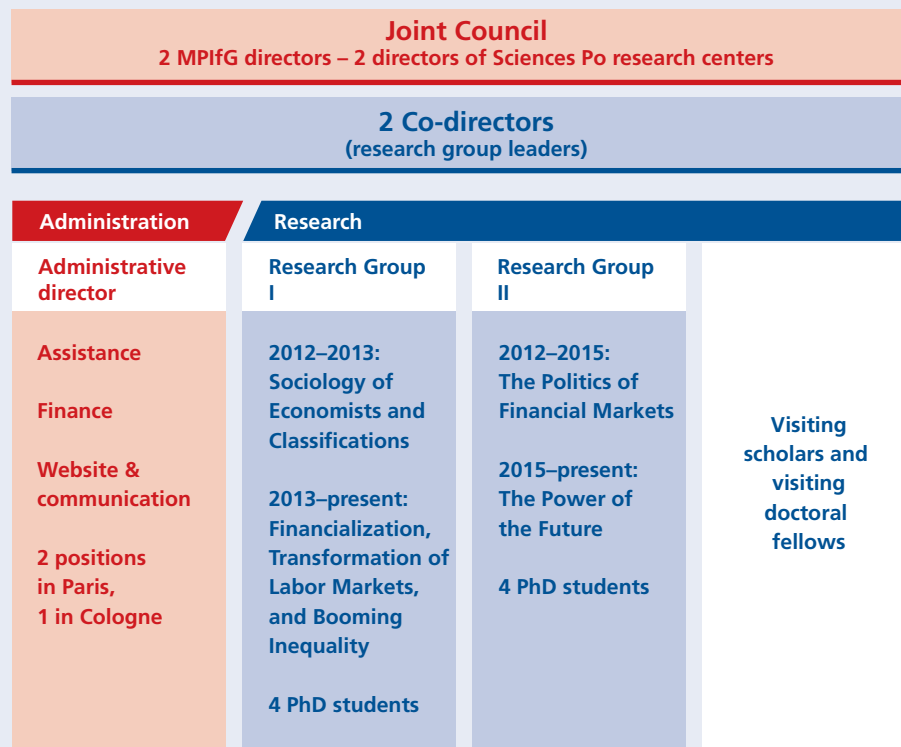 Joint Council
2 MPIfG directors – 2 directors of Sciences Po research centers
2 Co-directors
(research group leaders)
Administration
Research
Administrative
director
Assistance
Finance
Website &
communication
2 positions
in Paris,
1 in Cologne
Research Group
I
2012–2013:
Sociology of
Economists and
Classifications
2013–present:
Financialization,
Transformation of
Labor Markets,
and Booming
Inequality
4 PhD students
Research Group
II
2012–2015:
The Politics of
Financial Markets
2015–present:
The Power of
the Future
4 PhD students
Visiting
scholars and
visiting
doctoral
fellows